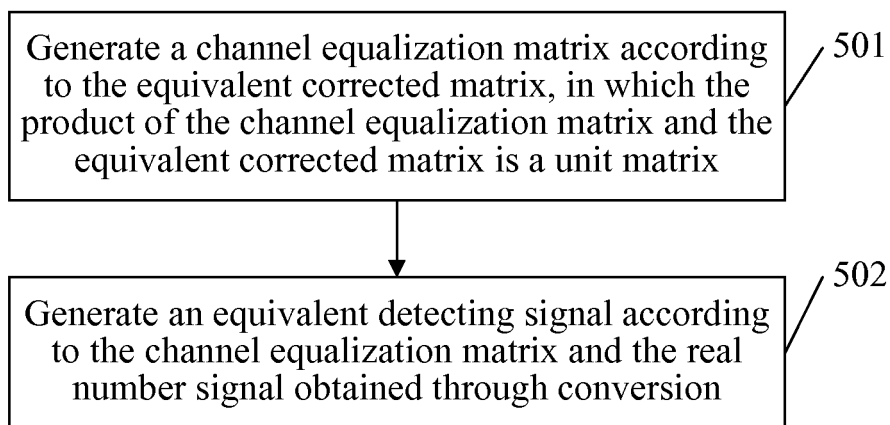 Generate a channel equalization matrix according
to the equivalent corrected matrix, in which the
product of the channel equalization matrix and the
equivalent corrected matrix is a unit matrix
501
Generate an equivalent detecting signal according
to the channel equalization matrix and the real
number signal obtained through conversion
502